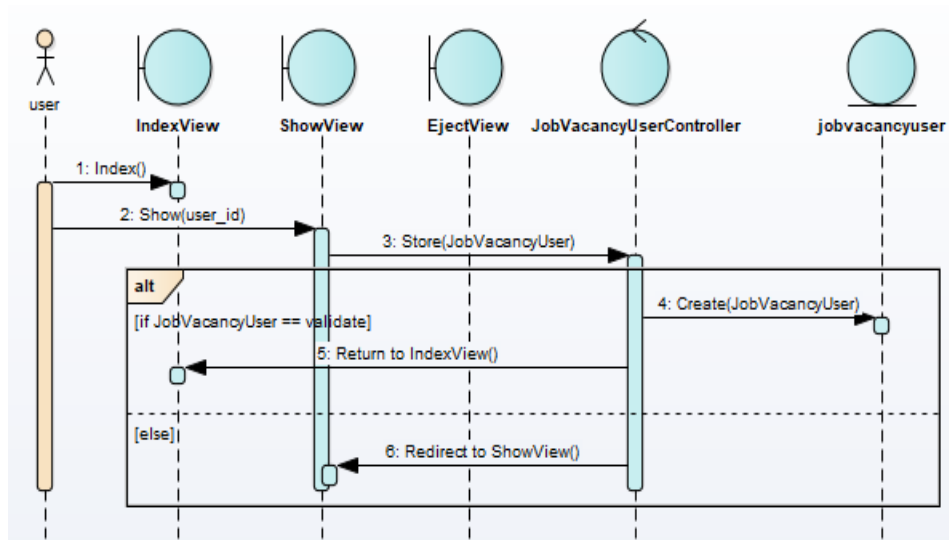 user
IndexView
ShowView
EjectView
JobVacancyUserController
jobvacancyuser
1: Index()
2: Show(user_id)
3: Store(JobVacancyUser)
alt
4: Create(JobVacancyUser)
[if JobVacancyUser == validate]
5: Return to IndexView()
[else]
6: Redirect to ShowView()